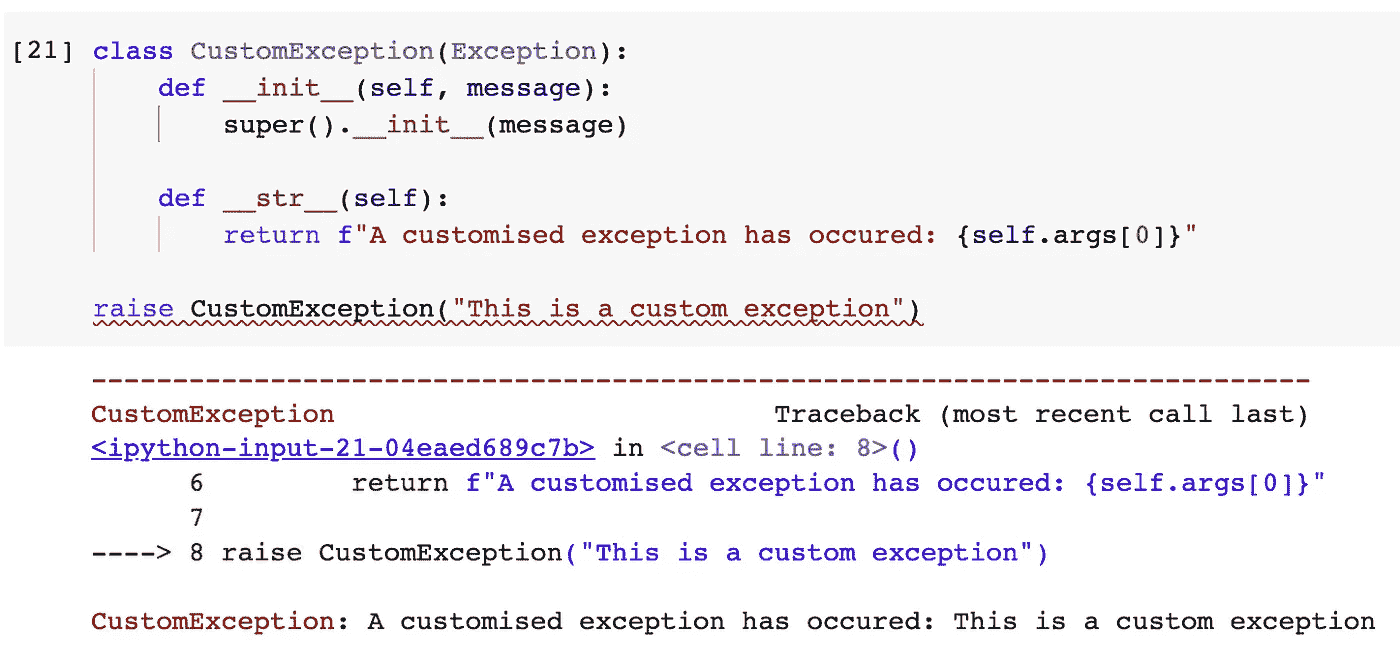 [21] class CustomException(Exception):
def __init__(self, message):
super().__init__(message)
def __str__(self):
return f"A customised exception has occured: {self.args[0]}"
raise CustomException("This is a custom exception")
---------------------------------------------------------------------------
CustomException Traceback (most recent call last)
<ipython-input-21-04eaed689c7b> in <cell line: 8>()
6 return f"A customised exception has occured: {self.args[0]}"
7
----> 8 raise CustomException("This is a custom exception")
CustomException: A customised exception has occured: This is a custom exception